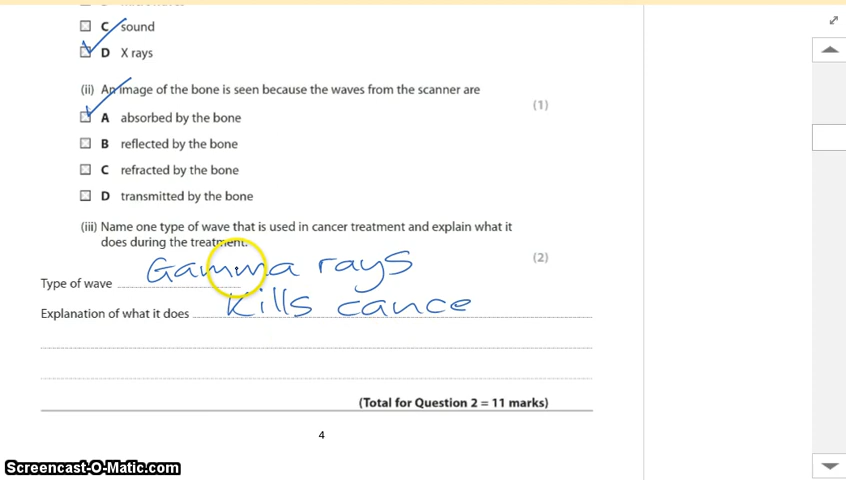 C sound
D X rays
(ii) An image of the bone is seen because the waves from the scanner are
(1)
A absorbed by the bone
B reflected by the bone
C refracted by the bone
D transmitted by the bone
(iii) Name one type of wave that is used in cancer treatment and explain what it
does during the treatment.
(2)
Type of wave Gamma rays
Explanation of what it does Kills cance
(Total for Question 2 = 11 marks)
4
Screencast-O-Matic.com